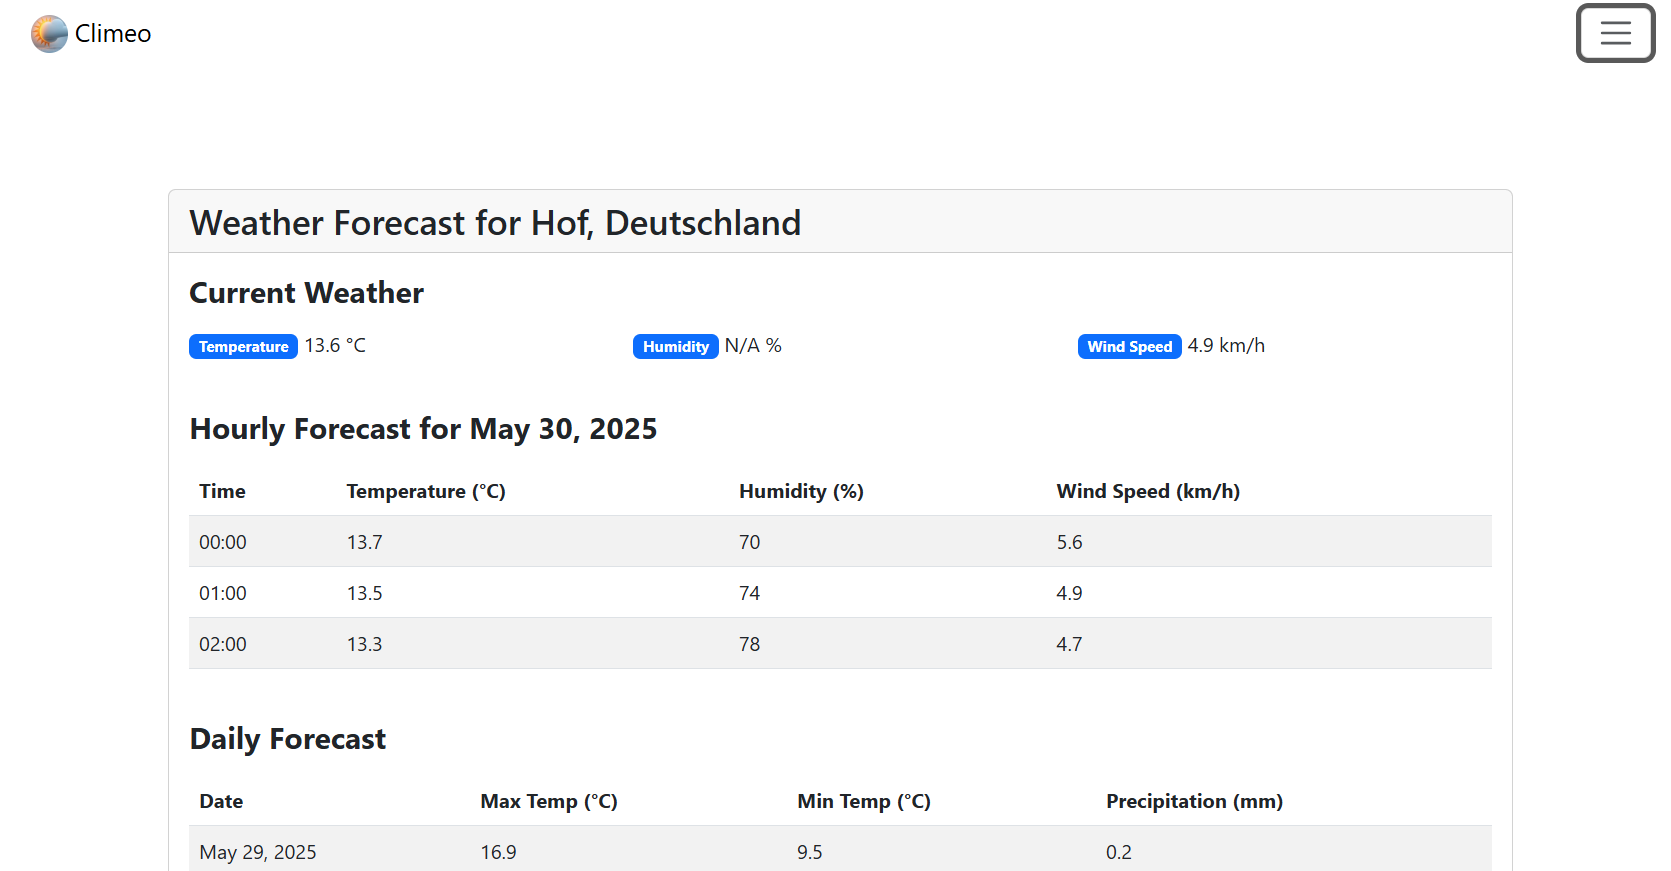 Climeo
Weather Forecast for Hof, Deutschland
Current Weather
Temperature 13.6 °C Humidity N/A % Wind Speed 4.9 km/h
Hourly Forecast for May 30, 2025
Time Temperature (°C) Humidity (%) Wind Speed (km/h)
00:00 13.7 70 5.6
01:00 13.5 74 4.9
02:00 13.3 78 4.7
Daily Forecast
Date Max Temp (°C) Min Temp (°C) Precipitation (mm)
May 29, 2025 16.9 9.5 0.2